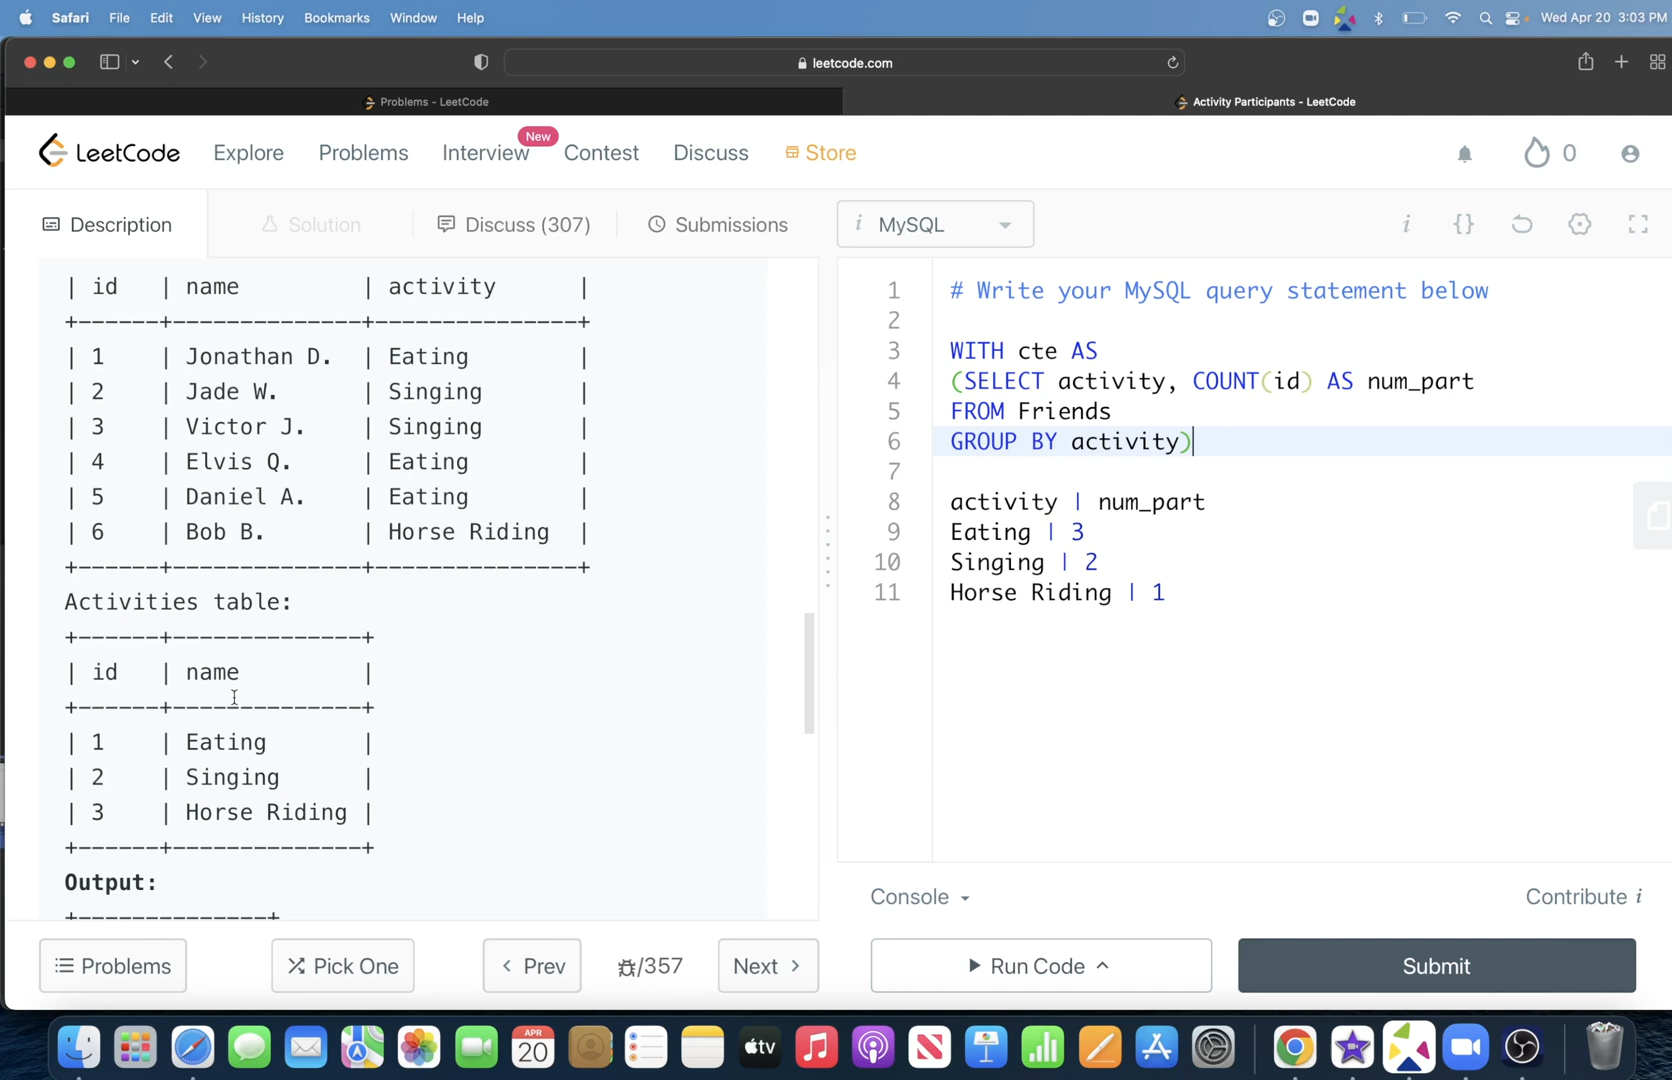 Safari File Edit View History Bookmarks Window Help Wed Apr 20 3:03 PM
leetcode.com
Problems - LeetCode
Activity Participants - LeetCode
LeetCode Explore Problems Interview New Contest Discuss Store 0
Description Solution Discuss (307) Submissions
i MySQL
| id | name | activity |
+------+--------------+---------------+
| 1 | Jonathan D. | Eating |
| 2 | Jade W. | Singing |
| 3 | Victor J. | Singing |
| 4 | Elvis Q. | Eating |
| 5 | Daniel A. | Eating |
| 6 | Bob B. | Horse Riding |
+------+--------------+---------------+
Activities table:
+------+--------------+
| id | name |
+------+--------------+
| 1 | Eating |
| 2 | Singing |
| 3 | Horse Riding |
+------+--------------+
Output:
+--------------+
1 # Write your MySQL query statement below
2
3 WITH cte AS
4 (SELECT activity, COUNT(id) AS num_part
5 FROM Friends
6 GROUP BY activity)
7
8 activity | num_part
9 Eating | 3
10 Singing | 2
11 Horse Riding | 1
Console
Contribute i
Problems
Pick One
Prev
/357
Next
Run Code
Submit
APR
20
tv